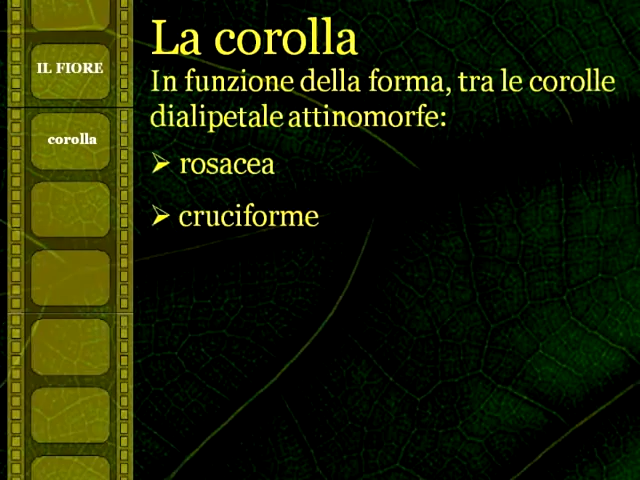 IL FIORE
corolla
La corolla
In funzione della forma, tra le corolle
dialipetale attinomorfe:
➢ rosacea
➢ cruciforme